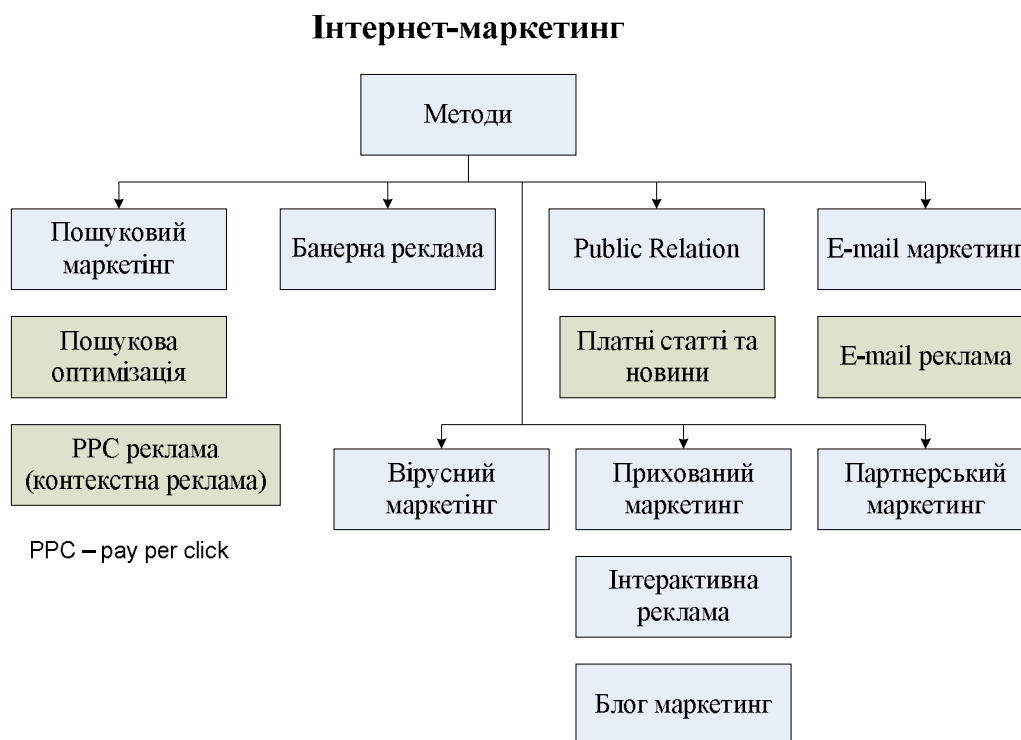 Інтернет-маркетинг
Методи
Пошуковий
маркетінг
Банерна реклама
Public Relation
E-mail маркетинг
Пошукова
оптимізація
Платні статті та
новини
E-mail реклама
PPC реклама
(контекстна реклама)
Вірусний
маркетінг
Прихований
маркетинг
Партнерський
маркетинг
PPC – pay per click
Інтерактивна
реклама
Блог маркетинг